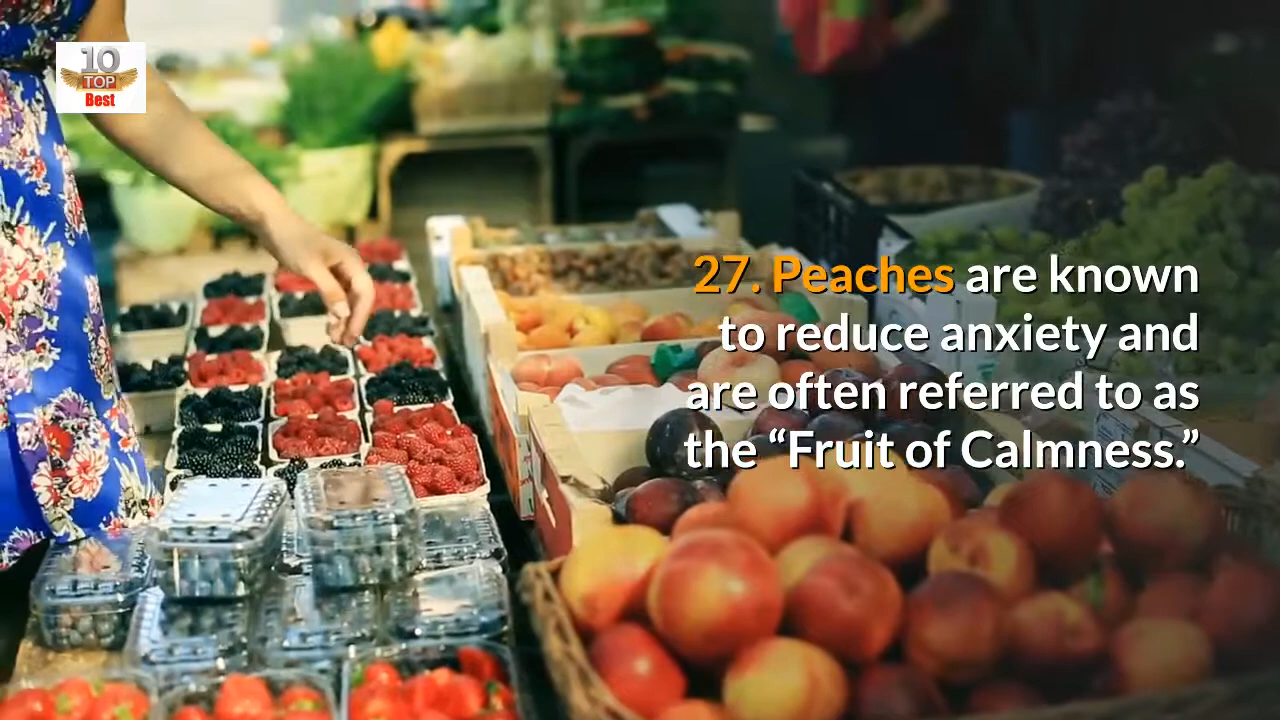 10
TOP
Best
27. Peaches are known
to reduce anxiety and
are often referred to as
the “Fruit of Calmness.”